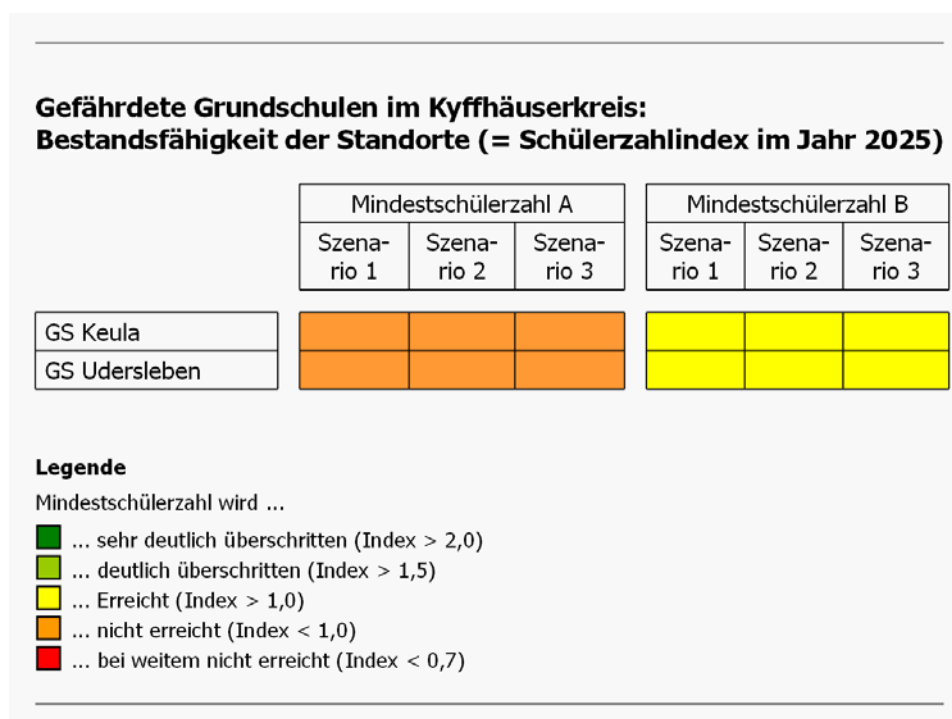 Gefährdete Grundschulen im Kyffhäuserkreis:
Bestandsfähigkeit der Standorte (= Schülerzahlindex im Jahr 2025)
Mindestschülerzahl A Mindestschülerzahl B
Szena-rio 1 Szena-rio 2 Szena-rio 3 Szena-rio 1 Szena-rio 2 Szena-rio 3
GS Keula
GS Udersleben
Legende
Mindestschülerzahl wird ...
... sehr deutlich überschritten (Index > 2,0)
... deutlich überschritten (Index > 1,5)
... Erreicht (Index > 1,0)
... nicht erreicht (Index < 1,0)
... bei weitem nicht erreicht (Index < 0,7)